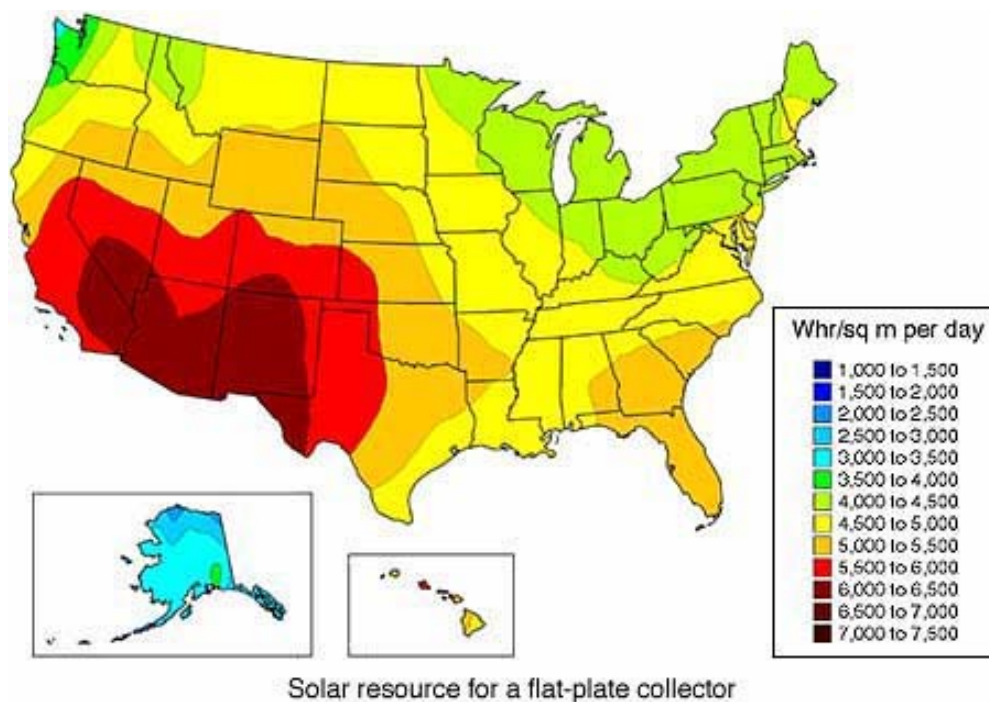 Whr/sq m per day
1,000 to 1,500
1,500 to 2,000
2,000 to 2,500
2,500 to 3,000
3,000 to 3,500
3,500 to 4,000
4,000 to 4,500
4,500 to 5,000
5,000 to 5,500
5,500 to 6,000
6,000 to 6,500
6,500 to 7,000
7,000 to 7,500
Solar resource for a flat-plate collector